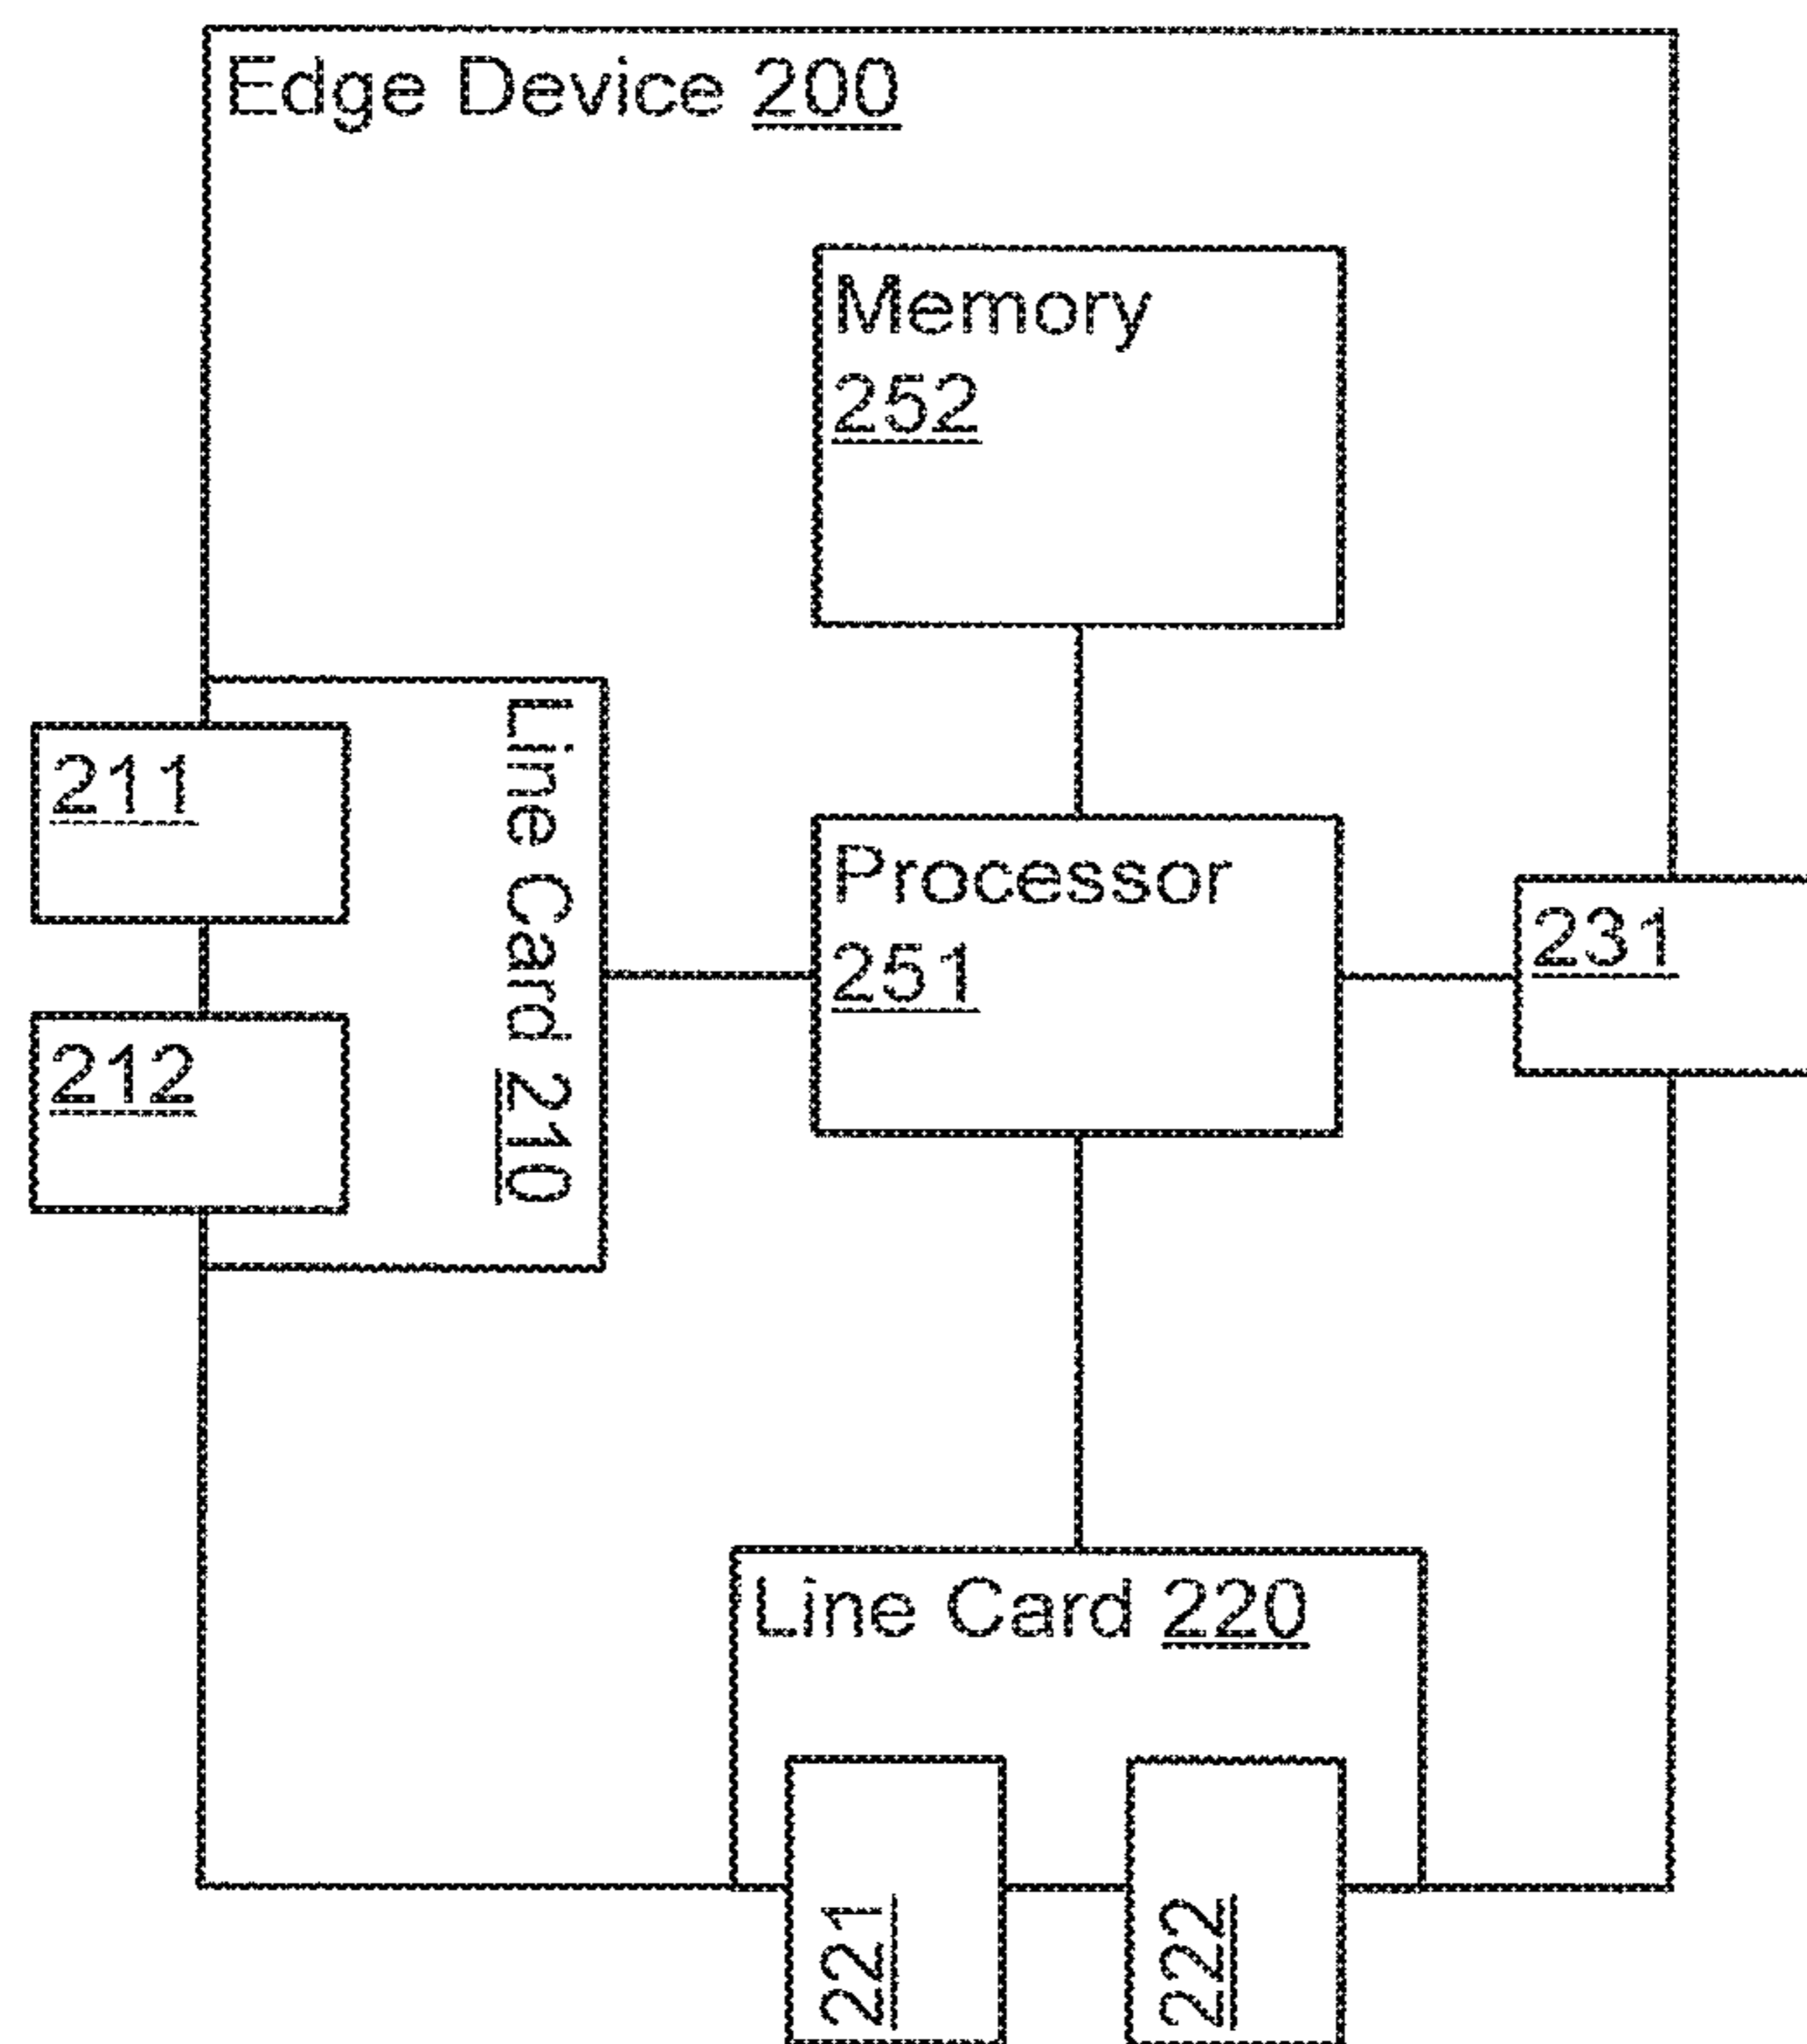 Edge Device 200
Memory
252
211
Line Card 210
Processor
251
231
212
Line Card 220
221
222